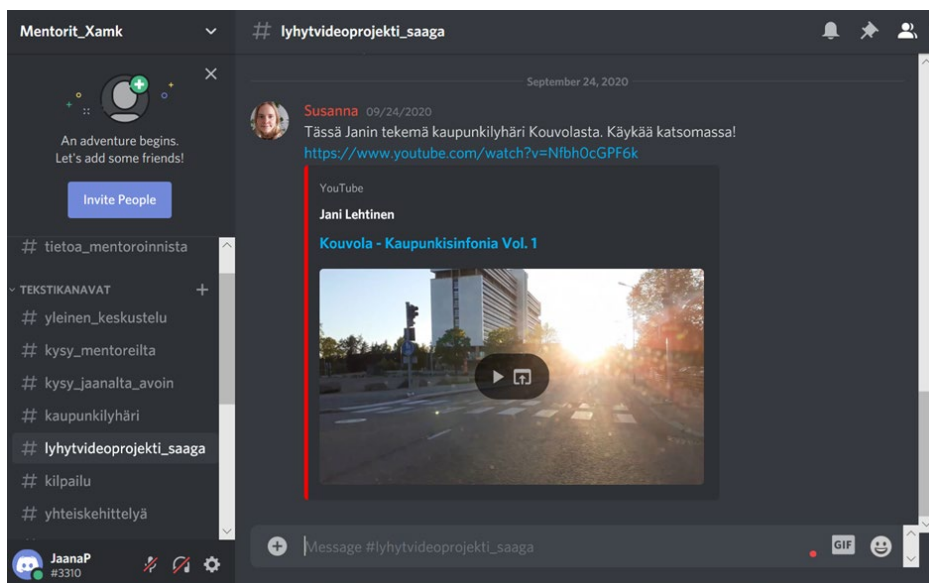 Mentorit_Xamk
An adventure begins.
Let's add some friends!
Invite People
# tietoa_mentoroinnista
TEKSTIKANAVAT
# yleinen_keskustelu
# kysy_mentoreilta
# kysy_jaanalta_avoin
# kaupunkilyhäri
# lyhytvideoprojekti_saaga
# kilpailu
# yhteiskehittelyä
JaanaP
#3310
# lyhytvideoprojekti_saaga
September 24, 2020
Susanna 09/24/2020
Tässä Janin tekemä kaupunkilyhäri Kouvolasta. Käykää katsomassa!
https://www.youtube.com/watch?v=Nfbh0cGPF6k
YouTube
Jani Lehtinen
Kouvola - Kaupunkisinfonia Vol. 1
Message #lyhytvideoprojekti_saaga
GIF